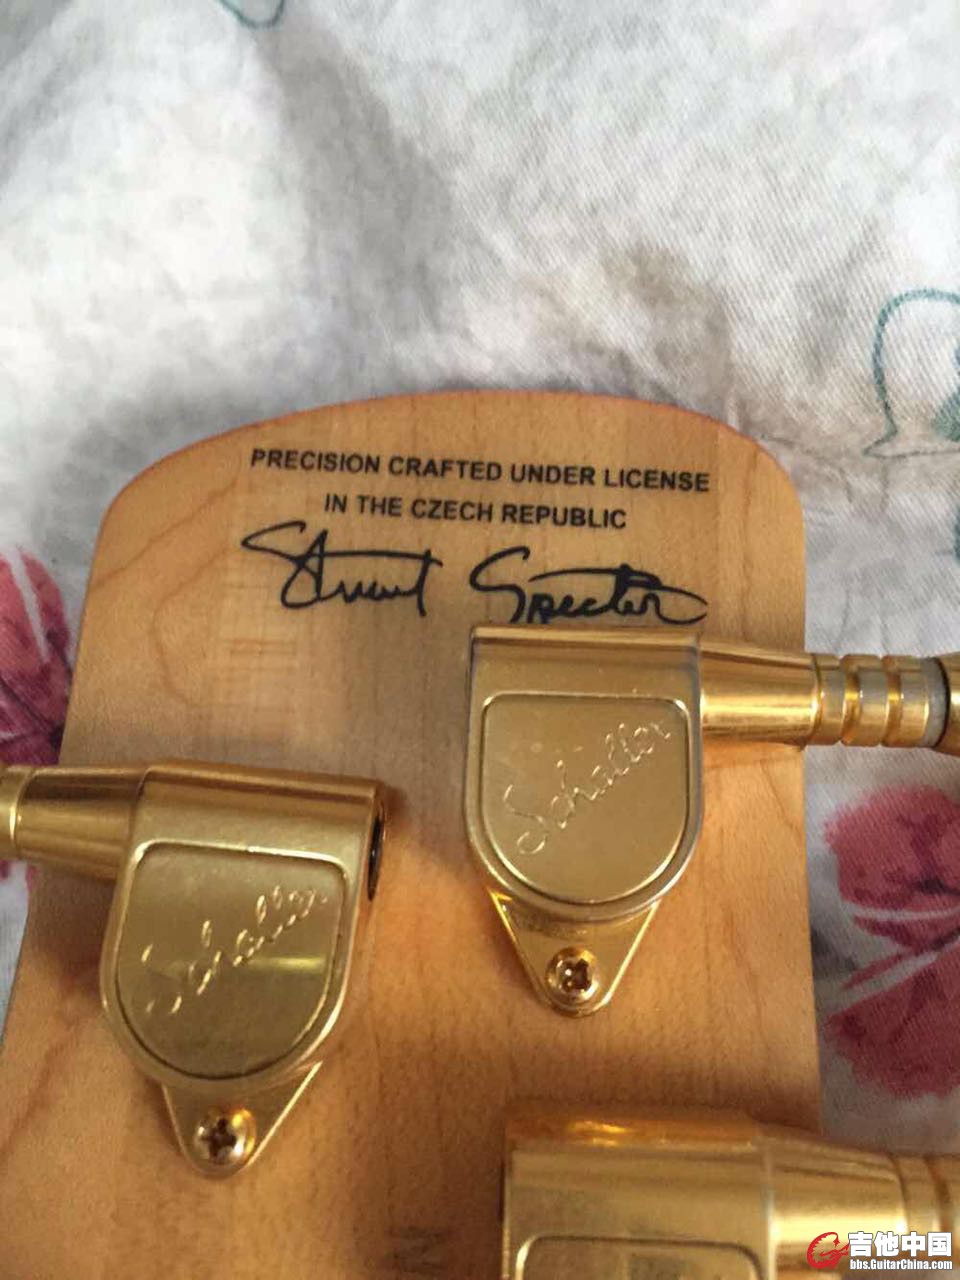 PRECISION CRAFTED UNDER LICENSE
IN THE CZECH REPUBLIC
Stuart Spector
Schaller
Schaller
吉他中国
bbs.GuitarChina.com